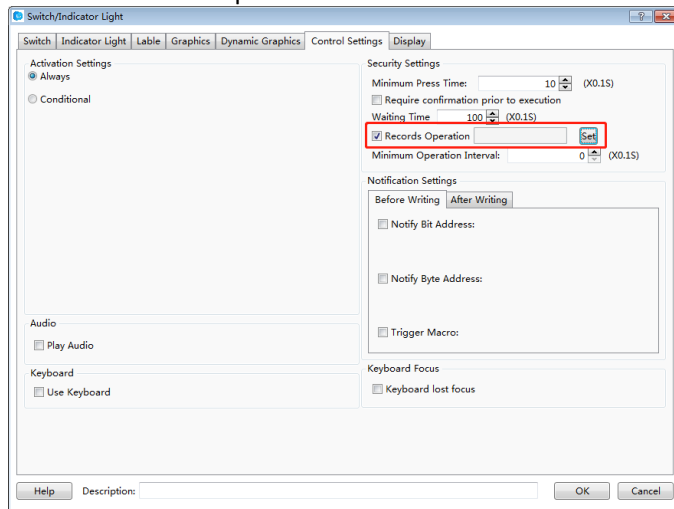 Switch/Indicator Light
Switch Indicator Light Lable Graphics Dynamic Graphics Control Settings Display
Activation Settings
Always
Conditional
Security Settings
Minimum Press Time: 10 (X0.1S)
Require confirmation prior to execution
Waiting Time 100 (X0.1S)
Records Operation Set
Minimum Operation Interval: 0 (X0.1S)
Notification Settings
Before Writing After Writing
Notify Bit Address:
Notify Byte Address:
Trigger Macro:
Audio
Play Audio
Keyboard
Use Keyboard
Keyboard Focus
Keyboard lost focus
Help Description: OK Cancel